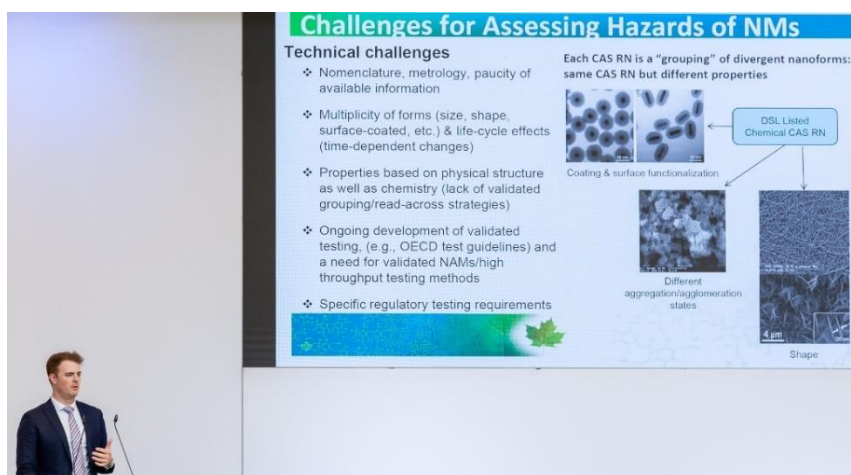 Challenges for Assessing Hazards of NMs
Technical challenges
❖ Nomenclature, metrology, paucity of
available information
❖ Multiplicity of forms (size, shape,
surface-coated, etc.) & life-cycle effects
(time-dependent changes)
❖ Properties based on physical structure
as well as chemistry (lack of validated
grouping/read-across strategies)
❖ Ongoing development of validated
testing, (e.g., OECD test guidelines) and
a need for validated NAMs/high
throughput testing methods
❖ Specific regulatory testing requirements
Each CAS RN is a “grouping” of divergent nanoforms:
same CAS RN but different properties
DSL Listed
Chemical CAS RN
Coating & surface functionalization
Different
aggregation/agglomeration
states
4 µm
Shape